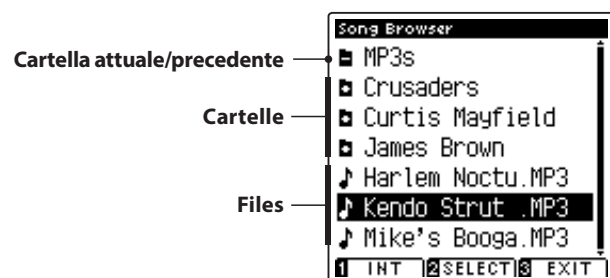 Song Browser
Cartella attuale/precedente
MP3s
Crusaders
Cartelle
Curtis Mayfield
James Brown
Harlem Noctu.MP3
Files
Kendo Strut .MP3
Mike's Booga.MP3
1 INT 2 SELECT 3 EXIT